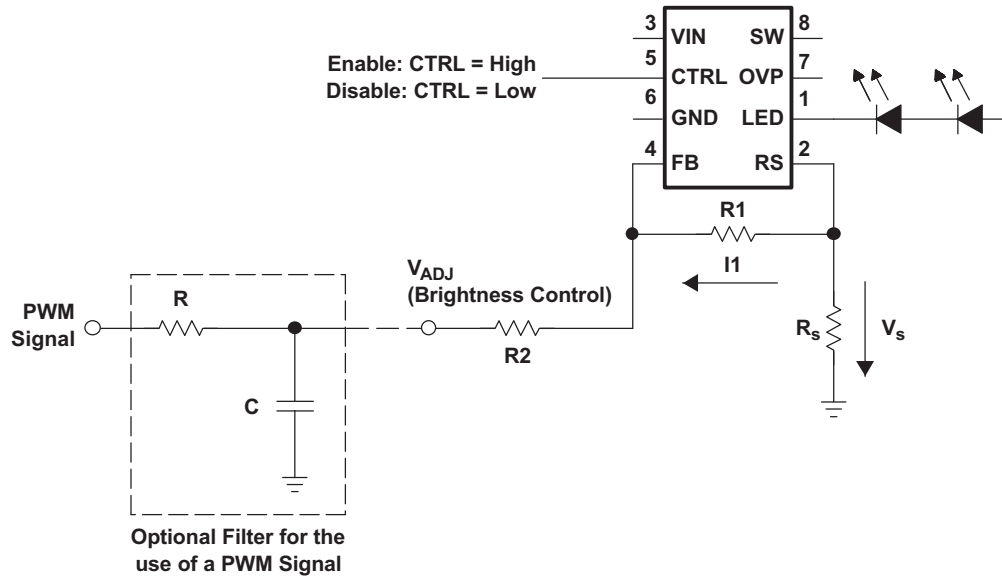 3
VIN
SW
8
Enable: CTRL = High
Disable: CTRL = Low
5
CTRL
OVP
7
6
GND
LED
1
4
FB
RS
2
R1
I1
V_ADJ
(Brightness Control)
PWM
Signal
R
R2
R_s
V_s
C
Optional Filter for the
use of a PWM Signal